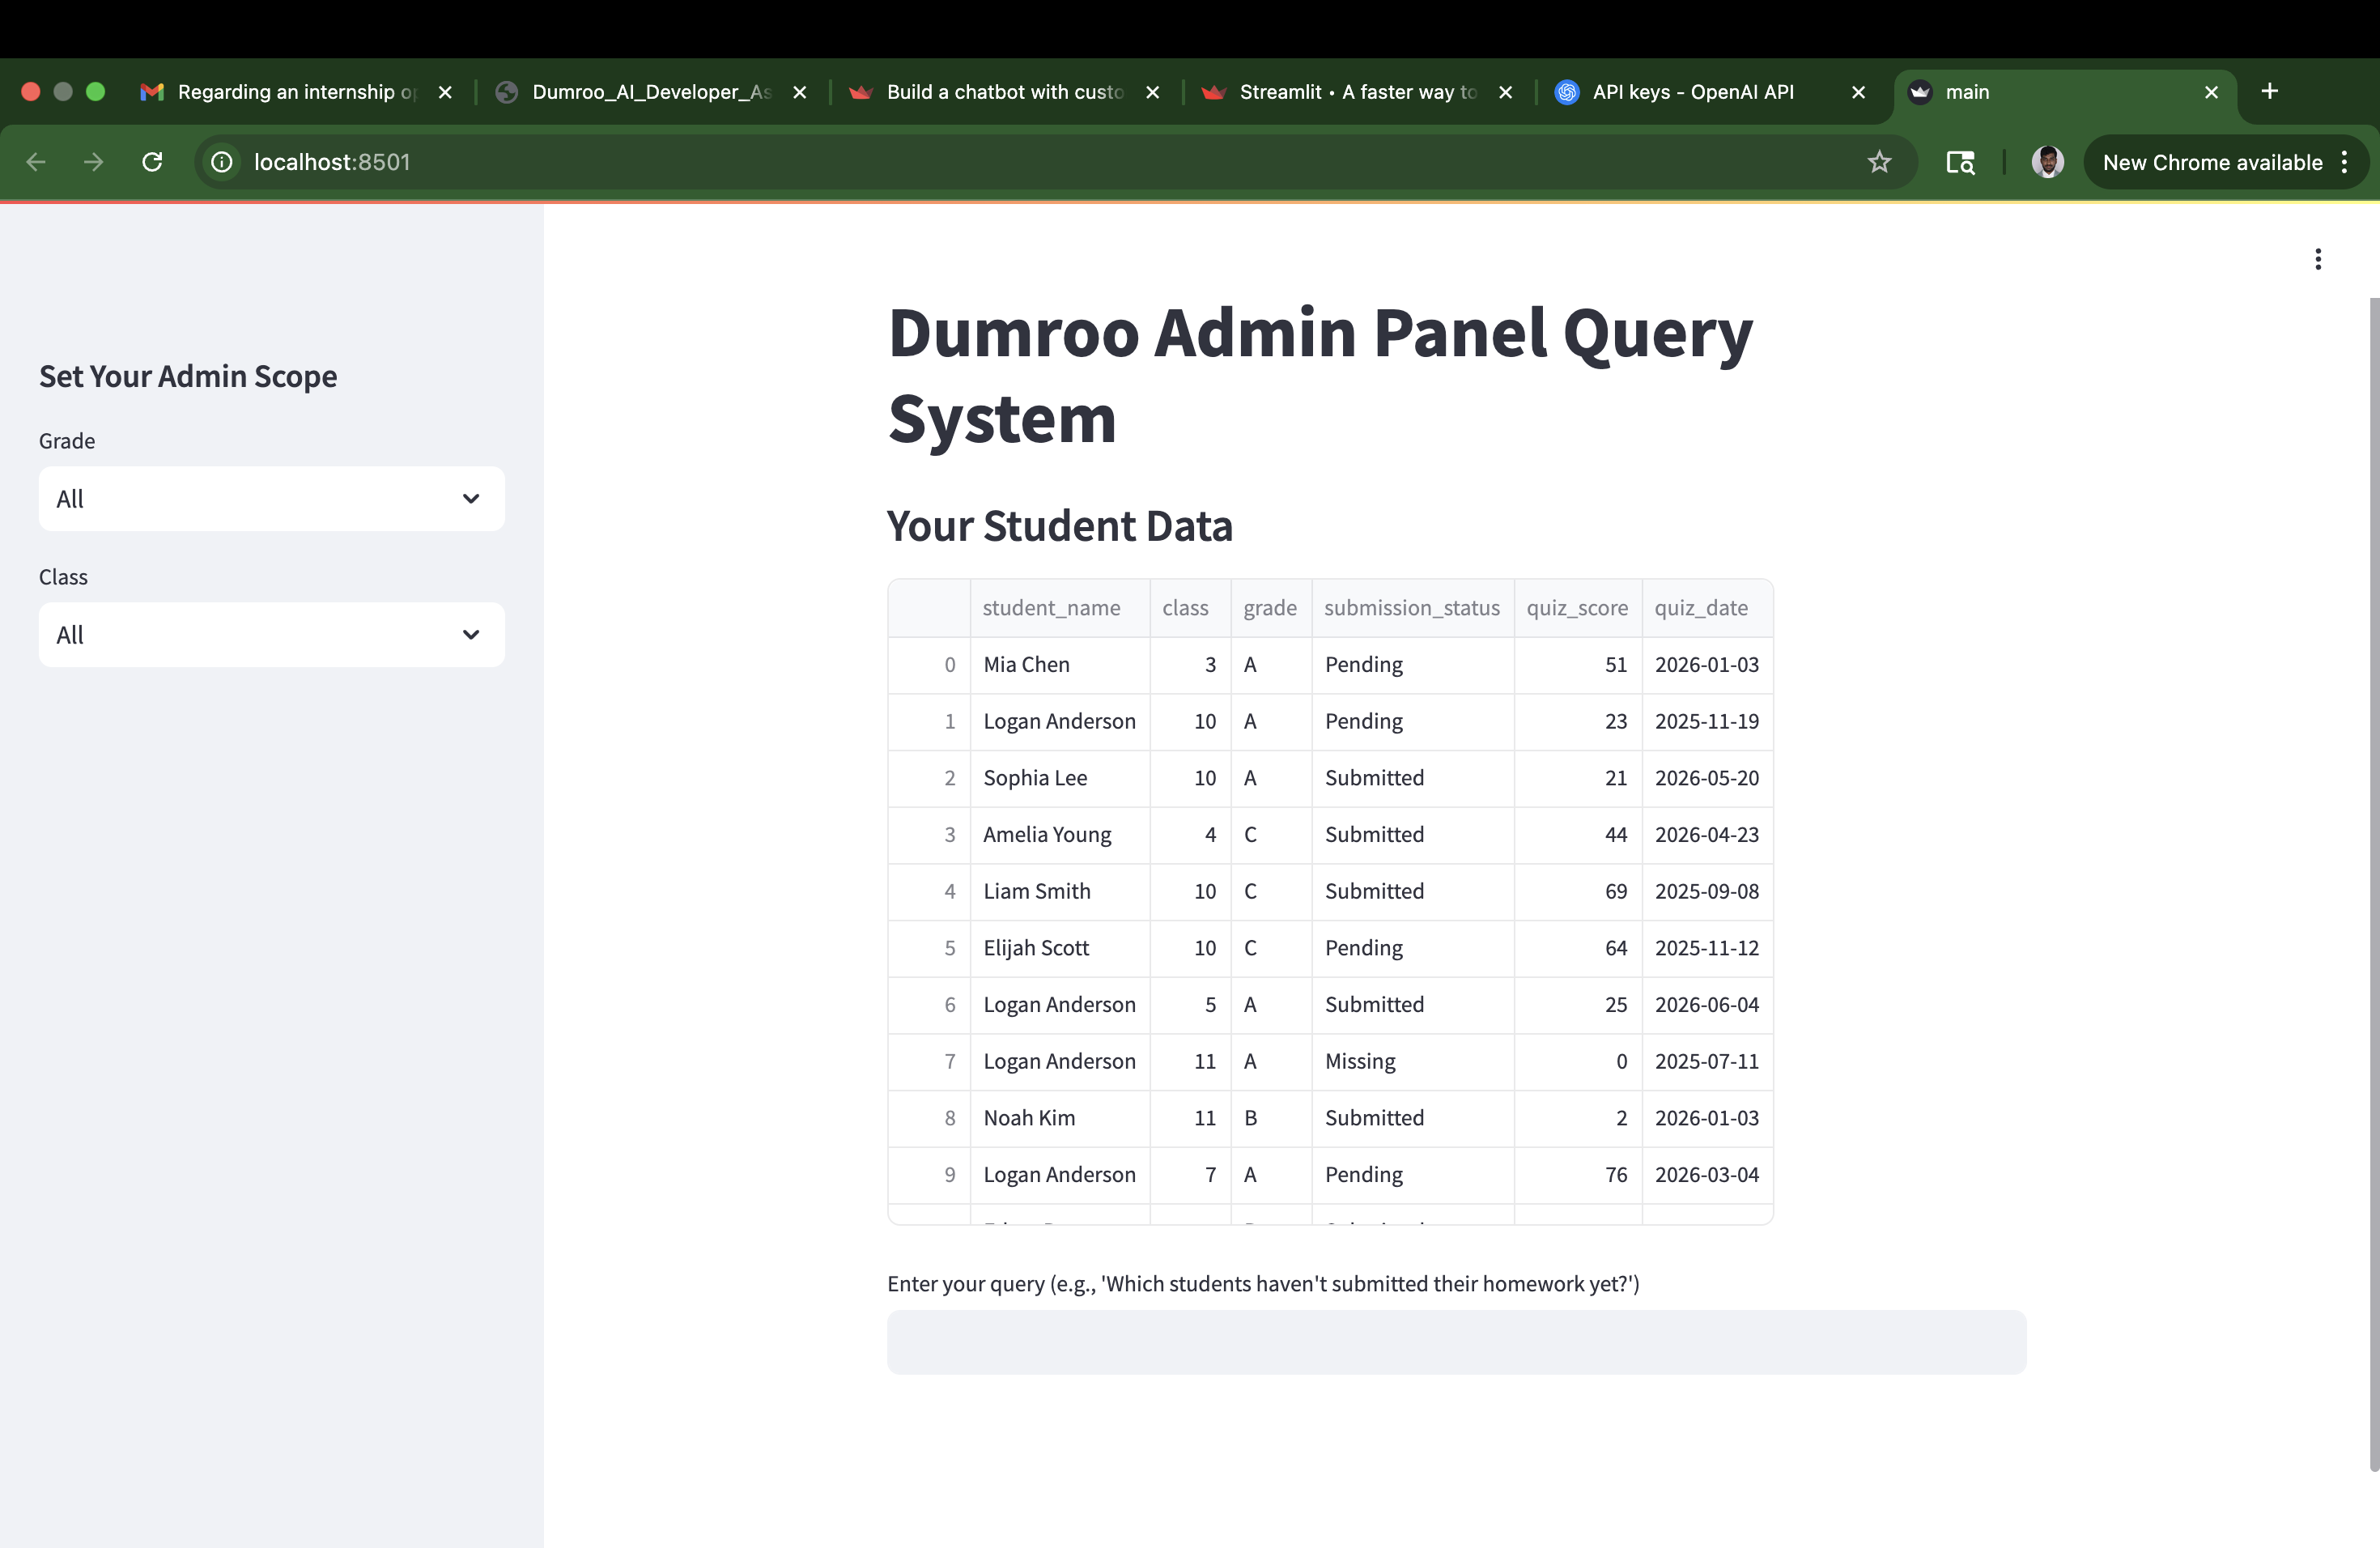 Regarding an internship op
Dumroo_AI_Developer_As
Build a chatbot with custo
Streamlit • A faster way to
API keys - OpenAI API
main
localhost:8501
New Chrome available
Set Your Admin Scope
Grade
All
Class
All
Dumroo Admin Panel Query
System
Your Student Data
student_name class grade submission_status quiz_score quiz_date
0 Mia Chen 3 A Pending 51 2026-01-03
1 Logan Anderson 10 A Pending 23 2025-11-19
2 Sophia Lee 10 A Submitted 21 2026-05-20
3 Amelia Young 4 C Submitted 44 2026-04-23
4 Liam Smith 10 C Submitted 69 2025-09-08
5 Elijah Scott 10 C Pending 64 2025-11-12
6 Logan Anderson 5 A Submitted 25 2026-06-04
7 Logan Anderson 11 A Missing 0 2025-07-11
8 Noah Kim 11 B Submitted 2 2026-01-03
9 Logan Anderson 7 A Pending 76 2026-03-04
Enter your query (e.g., 'Which students haven't submitted their homework yet?')